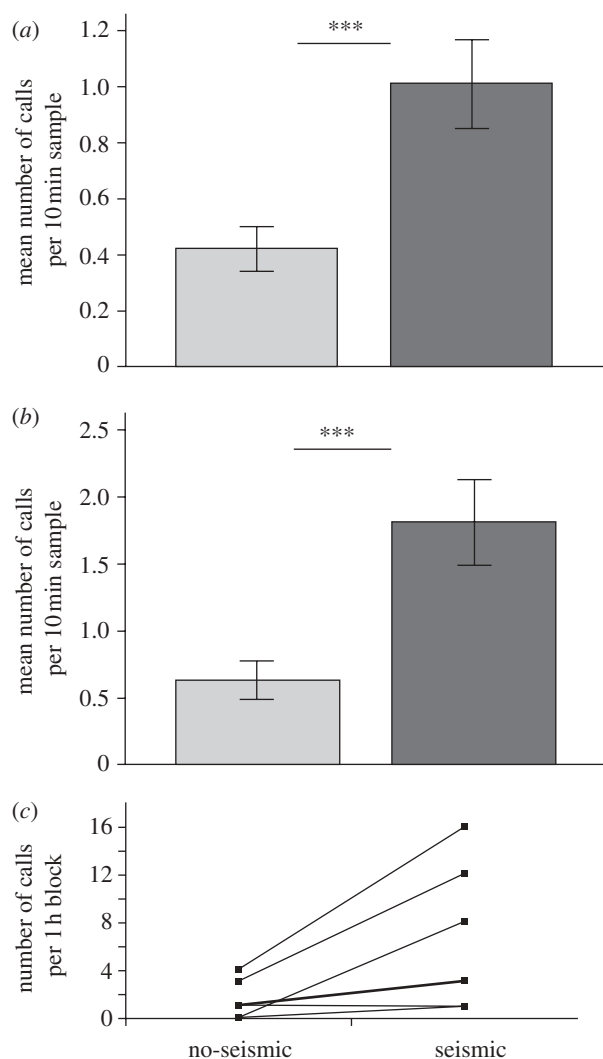 (a)
1.2
***
1.0
0.8
0.6
0.4
0.2
0
mean number of calls
per 10 min sample
(b)
2.5
***
2.0
1.5
1.0
0.5
0
mean number of calls
per 10 min sample
(c)
16
12
8
4
0
number of calls
per 1 h block
no-seismic seismic